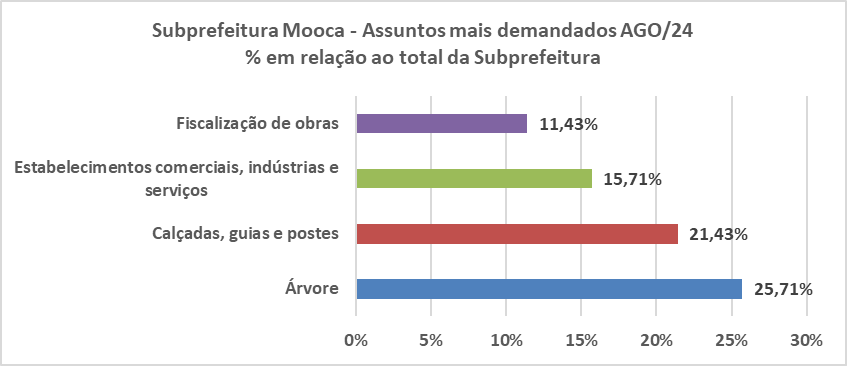 Subprefeitura Mooca - Assuntos mais demandados AGO/24
% em relação ao total da Subprefeitura
Fiscalização de obras
11,43%
Estabelecimentos comerciais, indústrias e
serviços
15,71%
Calçadas, guias e postes
21,43%
Árvore
25,71%
0% 5% 10% 15% 20% 25% 30%